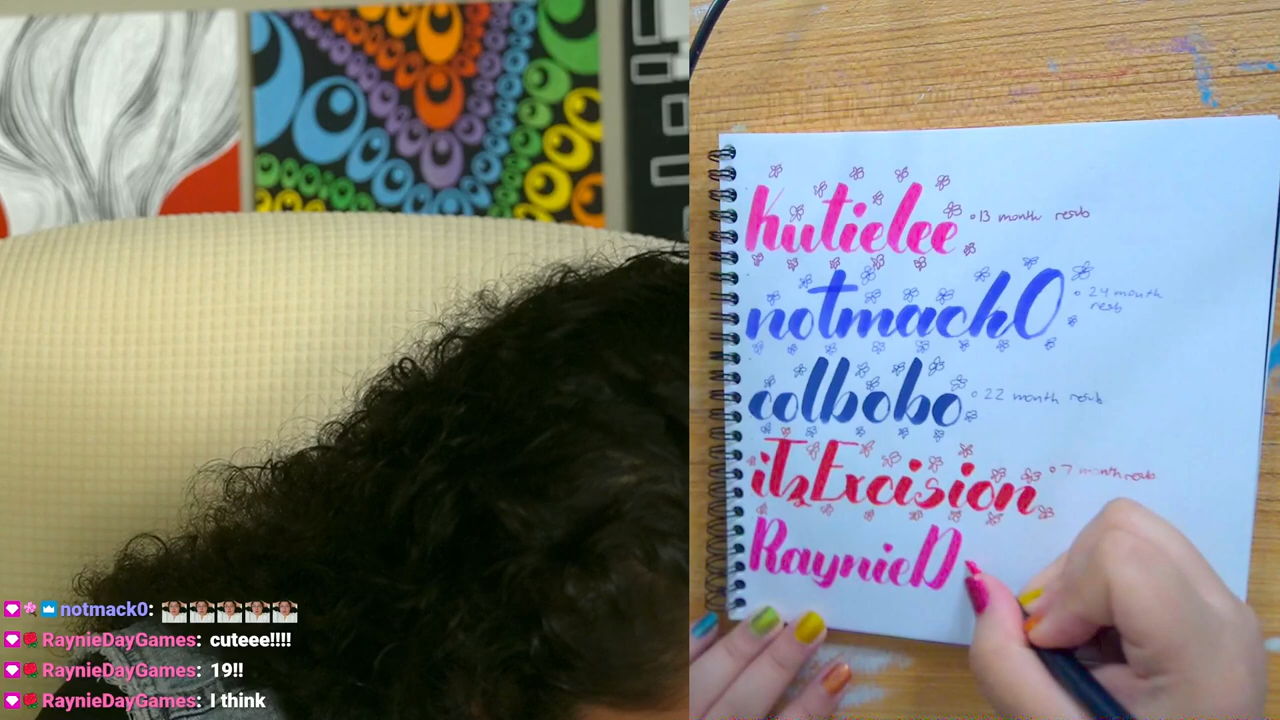 notmack0:
RaynieDayGames: cuteee!!!!
RaynieDayGames: 19!!
RaynieDayGames: I think
Kutielee
13 month resub
notmack0
24 month
resb
colbobo
22 month resub
itzExcision
7 month resub
RaynieD